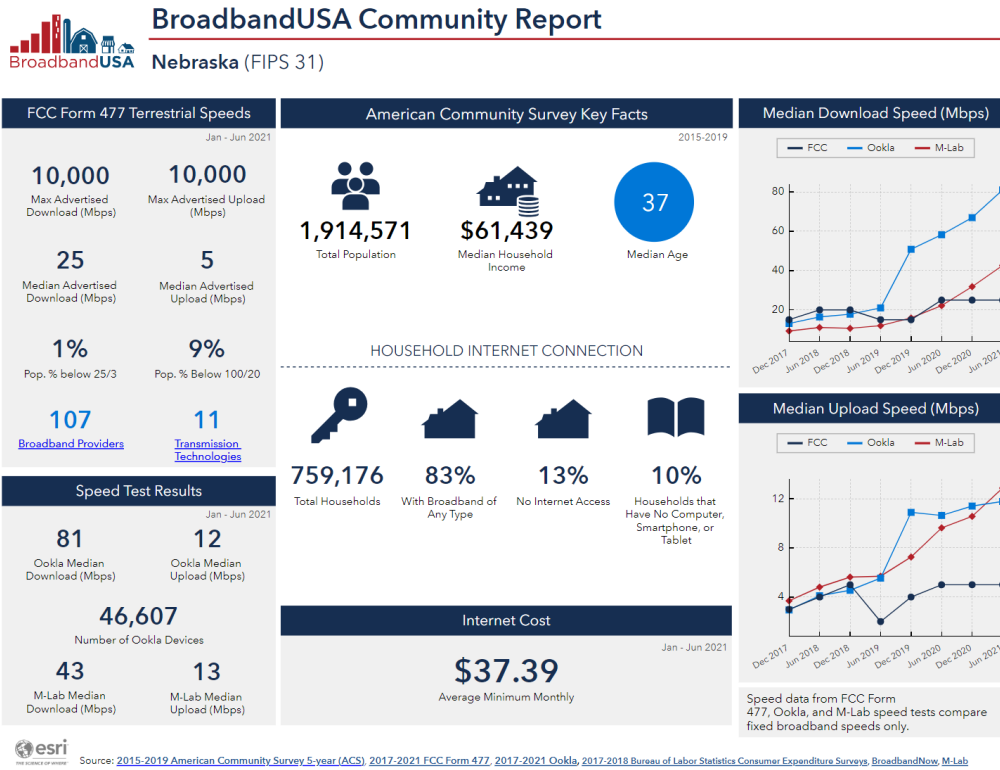 BroadbandUSA Community Report
BroadbandUSA
Nebraska (FIPS 31)
FCC Form 477 Terrestrial Speeds
Jan - Jun 2021
10,000
Max Advertised
Download (Mbps)
10,000
Max Advertised Upload
(Mbps)
25
Median Advertised
Download (Mbps)
5
Median Advertised
Upload (Mbps)
1%
Pop. % below 25/3
9%
Pop. % Below 100/20
107
Broadband Providers
11
Transmission
Technologies
Speed Test Results
Jan - Jun 2021
81
Ookla Median
Download (Mbps)
12
Ookla Median
Upload (Mbps)
46,607
Number of Ookla Devices
43
M-Lab Median
Download (Mbps)
13
M-Lab Median
Upload (Mbps)
American Community Survey Key Facts
2015-2019
1,914,571
Total Population
$61,439
Median Household
Income
37
Median Age
HOUSEHOLD INTERNET CONNECTION
759,176
Total Households
83%
With Broadband of
Any Type
13%
No Internet Access
10%
Households that
Have No Computer,
Smartphone, or
Tablet
Internet Cost
Jan - Jun 2021
$37.39
Average Minimum Monthly
Median Download Speed (Mbps)
FCC Ookla M-Lab
80
60
40
20
Dec 2017 Jun 2018 Dec 2018 Jun 2019 Dec 2019 Jun 2020 Dec 2020 Jun 2021
Median Upload Speed (Mbps)
FCC Ookla M-Lab
12
8
4
Dec 2017 Jun 2018 Dec 2018 Jun 2019 Dec 2019 Jun 2020 Dec 2020 Jun 2021
Speed data from FCC Form
477, Ookla, and M-Lab speed tests compare
fixed broadband speeds only.
esri
THE SCIENCE OF WHERE
Source: 2015-2019 American Community Survey 5-year (ACS), 2017-2021 FCC Form 477, 2017-2021 Ookla, 2017-2018 Bureau of Labor Statistics Consumer Expenditure Surveys, BroadbandNow, M-Lab